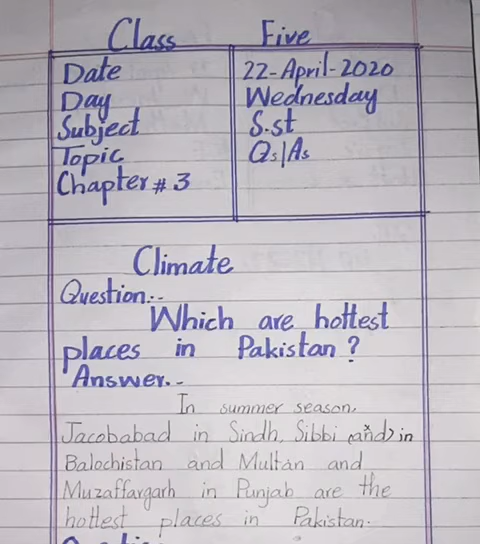 Class Five
Date 22-April-2020
Day Wednesday
Subject S.st
Topic Qs|As
Chapter # 3
Climate
Question:-
Which are hottest
places in Pakistan?
Answer.-
In summer season,
Jacobabad in Sindh, Sibbi (and) in
Balochistan and Multan and
Muzaffargarh in Punjab are the
hottest places in Pakistan.